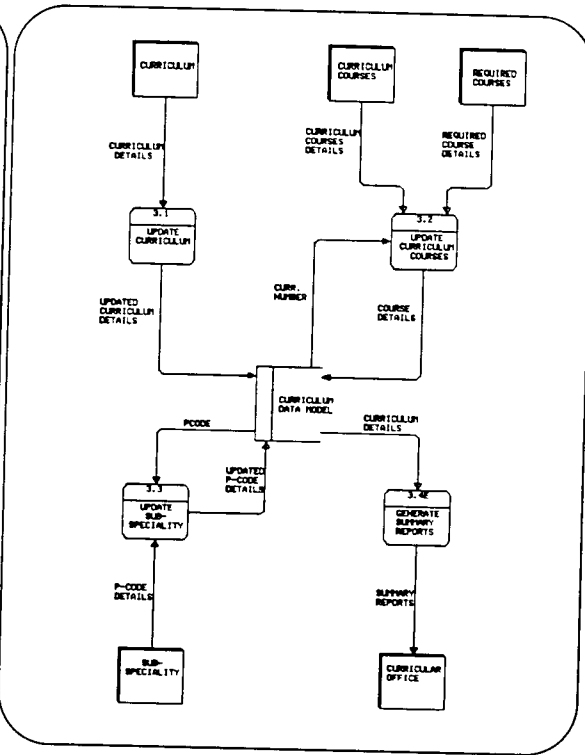 CURRICULUM
CURRICULUM
COURSES
REQUIRED
COURSES
CURRICULUM
DETAILS
CURRICULUM
COURSES
DETAILS
REQUIRED
COURSE
DETAILS
3.1
UPDATE
CURRICULUM
3.2
UPDATE
CURRICULUM
COURSES
UPDATED
CURRICULUM
DETAILS
CURR.
NUMBER
COURSE
DETAILS
CURRICULUM
DATA MODEL
PCODE
CURRICULUM
DETAILS
UPDATED
P-CODE
DETAILS
3.3
UPDATE
SUB-
SPECIALITY
3.4E
GENERATE
SUMMARY
REPORTS
P-CODE
DETAILS
SUMMARY
REPORTS
SUB-
SPECIALITY
CURRICULAR
OFFICE